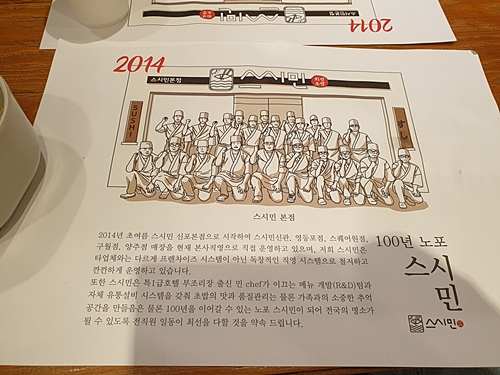 2014
스시민본점
스시민
SUSHI
すし
스시민 본점
2014년 초여름 스시민 신포본점으로 시작하여 스시민신관, 영등포점, 스퀘어원점,
구월점, 양주점 매장을 현재 본사직영으로 직접 운영하고 있으며, 저희 스시민은
타업체와는 다르게 프랜차이즈 시스템이 아닌 독창적인 직영 시스템으로 철저하고
깐깐하게 운영하고 있습니다.
또한 스시민은 특1급호텔 부조리장 출신 민 chef가 이끄는 메뉴 개발(R&D)팀과
자체 유통설비 시스템을 갖춰 초밥의 맛과 품질관리는 물론 가족과의 소중한 추억
공간을 만들음은 물론 100년을 이어갈 수 있는 노포 스시민이 되어 전국의 명소가
될 수 있도록 전직원 일동이 최선을 다할 것을 약속 드립니다.
100년 노포
스시
민
스시민
2014
스시민본점
스시민